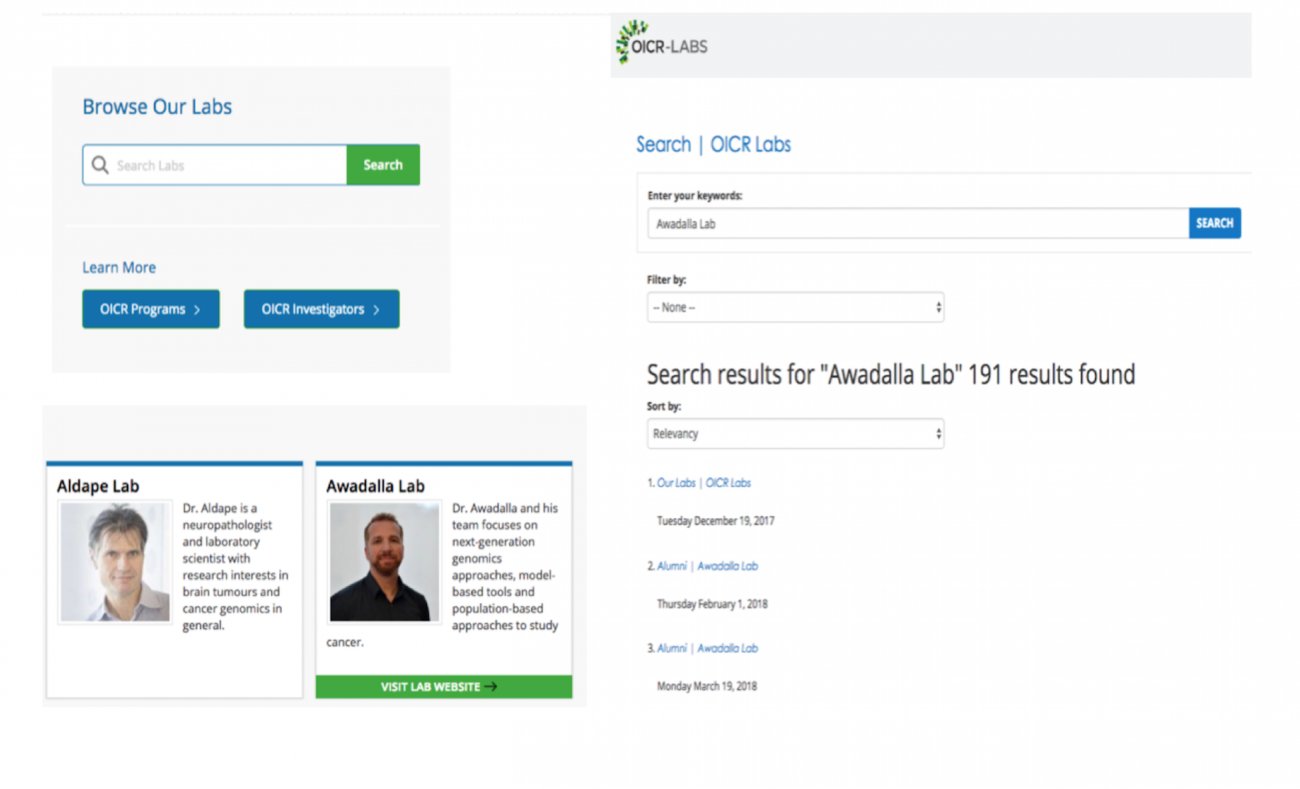 Browse Our Labs
Search Labs
Search
Learn More
OICR Programs >
OICR Investigators >
Aldape Lab
Dr. Aldape is a
neuropathologist
and laboratory
scientist with
research interests in
brain tumours and
cancer genomics in
general.
Awadalla Lab
Dr. Awadalla and his
team focuses on
next-generation
genomics
approaches, model-
based tools and
population-based
approaches to study
cancer.
VISIT LAB WEBSITE →
OICR-LABS
Search | OICR Labs
Enter your keywords:
Awadalla Lab
SEARCH
Filter by:
-- None --
Search results for "Awadalla Lab" 191 results found
Sort by:
Relevancy
1. Our Labs | OICR Labs
Tuesday December 19, 2017
2. Alumni | Awadalla Lab
Thursday February 1, 2018
3. Alumni | Awadalla Lab
Monday March 19, 2018